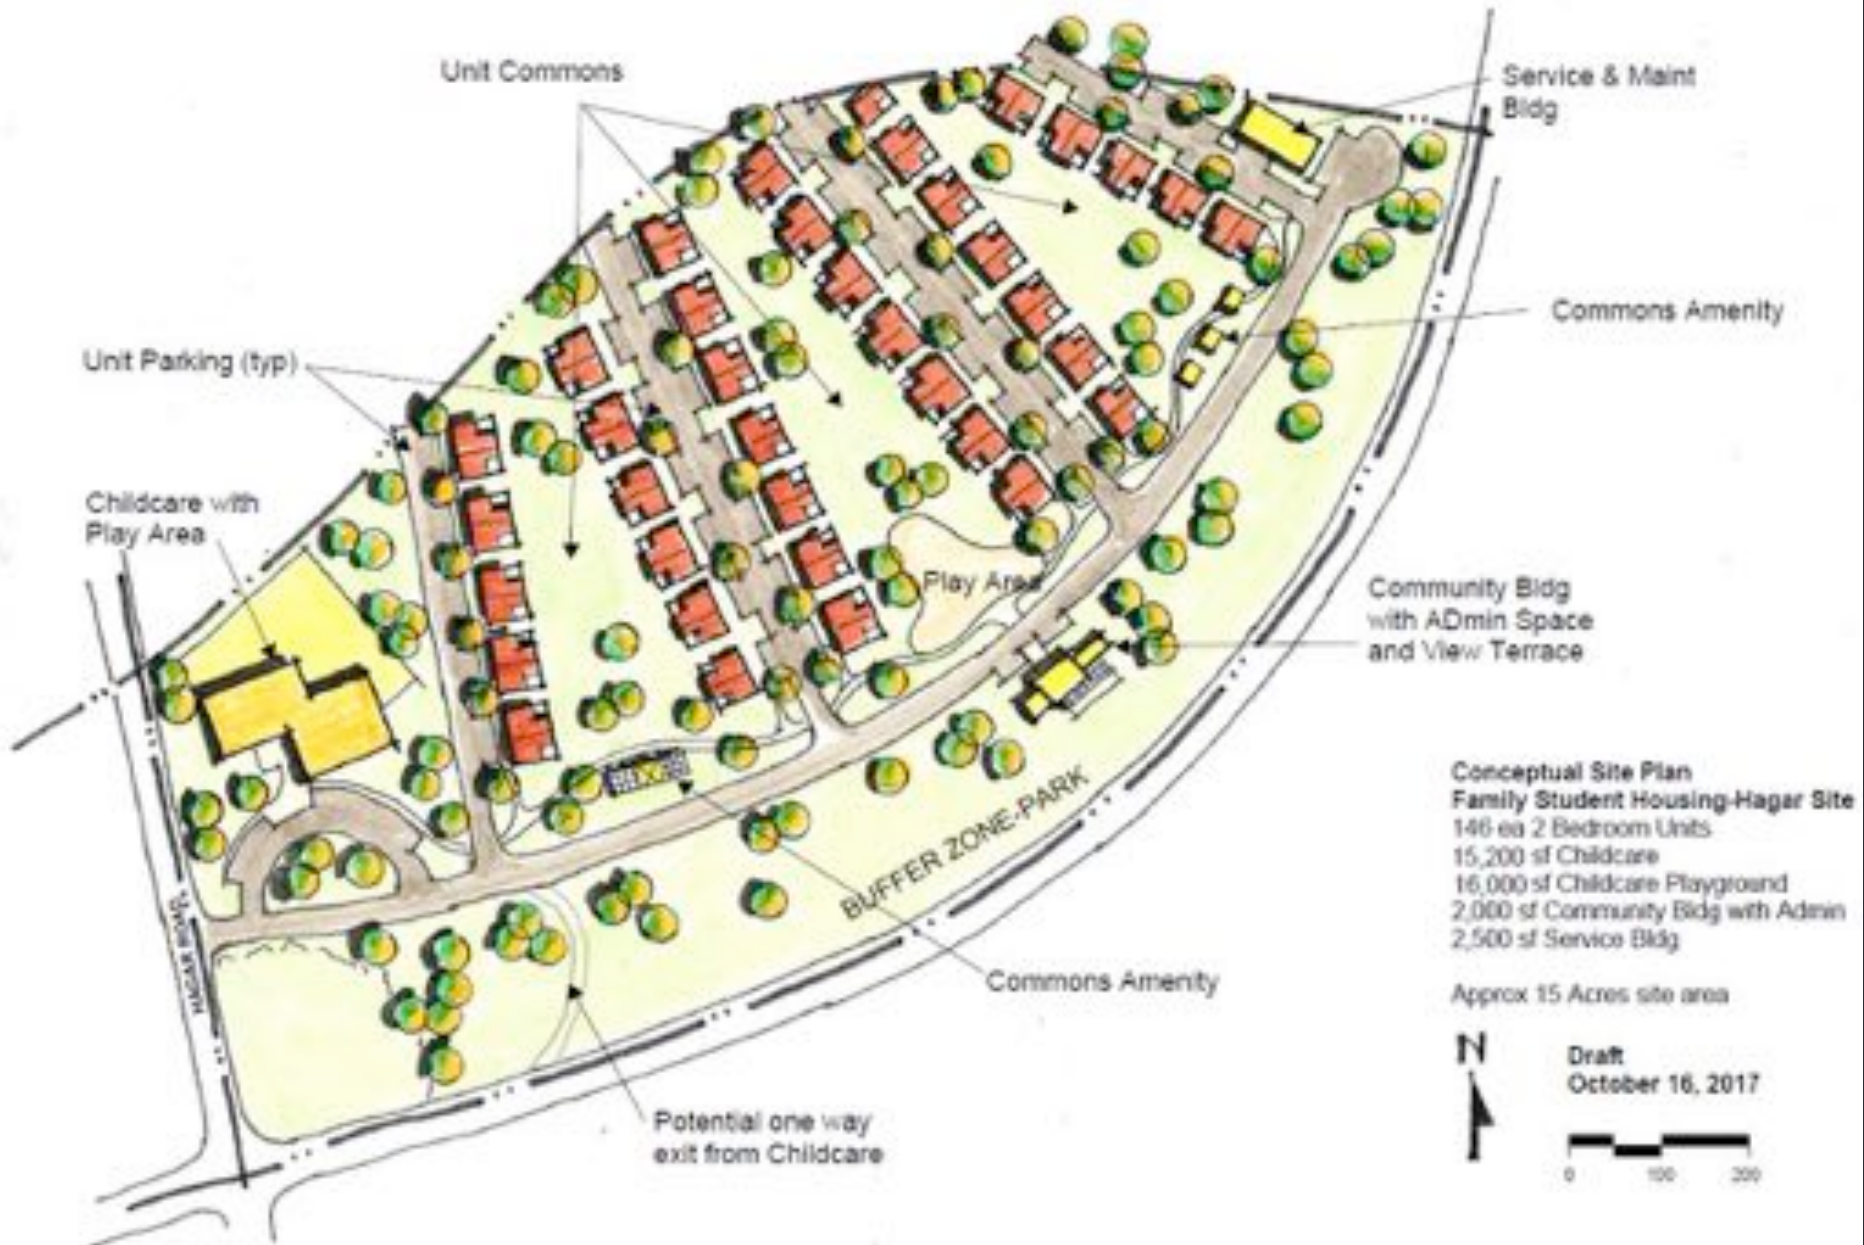 Unit Commons
Service & Maint
Bldg
Commons Amenity
Unit Parking (typ)
Childcare with
Play Area
Play Area
Community Bldg
with ADmin Space
and View Terrace
BUFFER ZONE-PARK
HAGAR ROAD
Commons Amenity
Potential one way
exit from Childcare
Conceptual Site Plan
Family Student Housing-Hagar Site
146 ea 2 Bedroom Units
15,200 sf Childcare
16,000 sf Childcare Playground
2,000 sf Community Bldg with Admin
2,500 sf Service Bldg
Approx 15 Acres site area
N
Draft
October 16, 2017
0 100 200